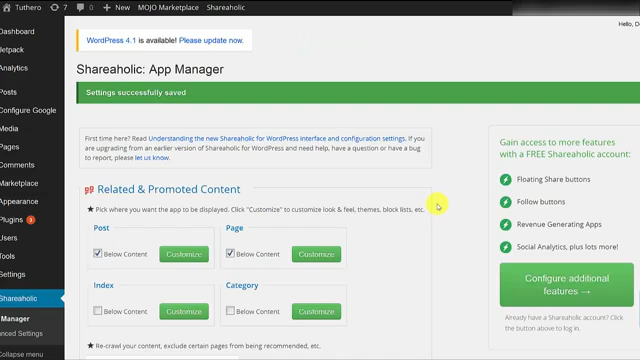 Tuthero 7 0 + New MOJO Marketplace Shareaholic
Hello, D
Dashboard
WordPress 4.1 is available! Please update now.
Jetpack
Analytics
Shareaholic: App Manager
Posts
Settings successfully saved
Configure Google
Media
Pages
Comments
Marketplace
Appearance
Plugins 3
Users
Tools
Settings
Shareaholic
Manager
nced Settings
Collapse menu
First time here? Read Understanding the new Shareaholic for WordPress interface and configuration settings. If you
are upgrading from an earlier version of Shareaholic for WordPress and need help, have a question or have a bug
to report, please let us know.
Related & Promoted Content
★ Pick where you want the app to be displayed. Click "Customize" to customize look & feel, themes, block lists, etc.
Post Page
Below Content Customize Below Content Customize
Index Category
Below Content Customize Below Content Customize
★ Re-crawl your content, exclude certain pages from being recommended, etc.
Gain access to more features
with a FREE Shareaholic account:
Floating Share buttons
Follow buttons
Revenue Generating Apps
Social Analytics, plus lots more!
Configure additional
features →
Already have a Shareaholic account? Click
the button above to log in.